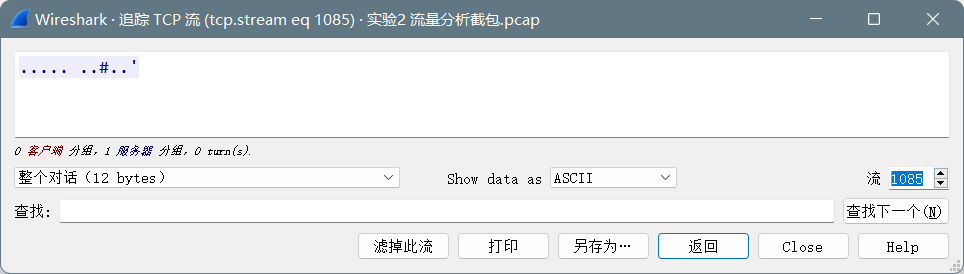 Wireshark · 追踪 TCP 流 (tcp.stream eq 1085) · 实验2 流量分析截包.pcap
..... ..#..'
0 客户端 分组，1 服务器 分组，0 turn(s).
整个对话（12 bytes） Show data as ASCII 流 1085
查找： 查找下一个(N)
滤掉此流 打印 另存为… 返回 Close Help